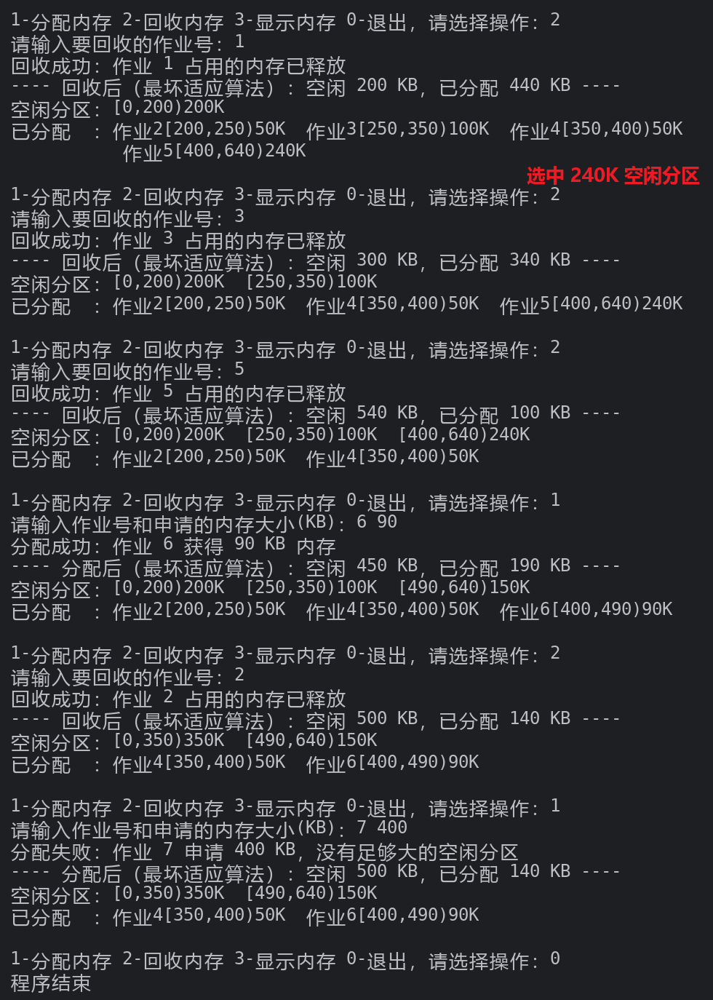 1-分配内存 2-回收内存 3-显示内存 0-退出，请选择操作：2
请输入要回收的作业号：1
回收成功：作业 1 占用的内存已释放
---- 回收后（最坏适应算法）：空闲 200 KB，已分配 440 KB ----
空闲分区：[0,200)200K
已分配  ：作业2[200,250)50K  作业3[250,350)100K  作业4[350,400)50K
作业5[400,640)240K
选中 240K 空闲分区
1-分配内存 2-回收内存 3-显示内存 0-退出，请选择操作：2
请输入要回收的作业号：3
回收成功：作业 3 占用的内存已释放
---- 回收后（最坏适应算法）：空闲 300 KB，已分配 340 KB ----
空闲分区：[0,200)200K  [250,350)100K
已分配  ：作业2[200,250)50K  作业4[350,400)50K  作业5[400,640)240K
1-分配内存 2-回收内存 3-显示内存 0-退出，请选择操作：2
请输入要回收的作业号：5
回收成功：作业 5 占用的内存已释放
---- 回收后（最坏适应算法）：空闲 540 KB，已分配 100 KB ----
空闲分区：[0,200)200K  [250,350)100K  [400,640)240K
已分配  ：作业2[200,250)50K  作业4[350,400)50K
1-分配内存 2-回收内存 3-显示内存 0-退出，请选择操作：1
请输入作业号和申请的内存大小(KB)：6 90
分配成功：作业 6 获得 90 KB 内存
---- 分配后（最坏适应算法）：空闲 450 KB，已分配 190 KB ----
空闲分区：[0,200)200K  [250,350)100K  [490,640)150K
已分配  ：作业2[200,250)50K  作业4[350,400)50K  作业6[400,490)90K
1-分配内存 2-回收内存 3-显示内存 0-退出，请选择操作：2
请输入要回收的作业号：2
回收成功：作业 2 占用的内存已释放
---- 回收后（最坏适应算法）：空闲 500 KB，已分配 140 KB ----
空闲分区：[0,350)350K  [490,640)150K
已分配  ：作业4[350,400)50K  作业6[400,490)90K
1-分配内存 2-回收内存 3-显示内存 0-退出，请选择操作：1
请输入作业号和申请的内存大小(KB)：7 400
分配失败：作业 7 申请 400 KB，没有足够大的空闲分区
---- 分配后（最坏适应算法）：空闲 500 KB，已分配 140 KB ----
空闲分区：[0,350)350K  [490,640)150K
已分配  ：作业4[350,400)50K  作业6[400,490)90K
1-分配内存 2-回收内存 3-显示内存 0-退出，请选择操作：0
程序结束